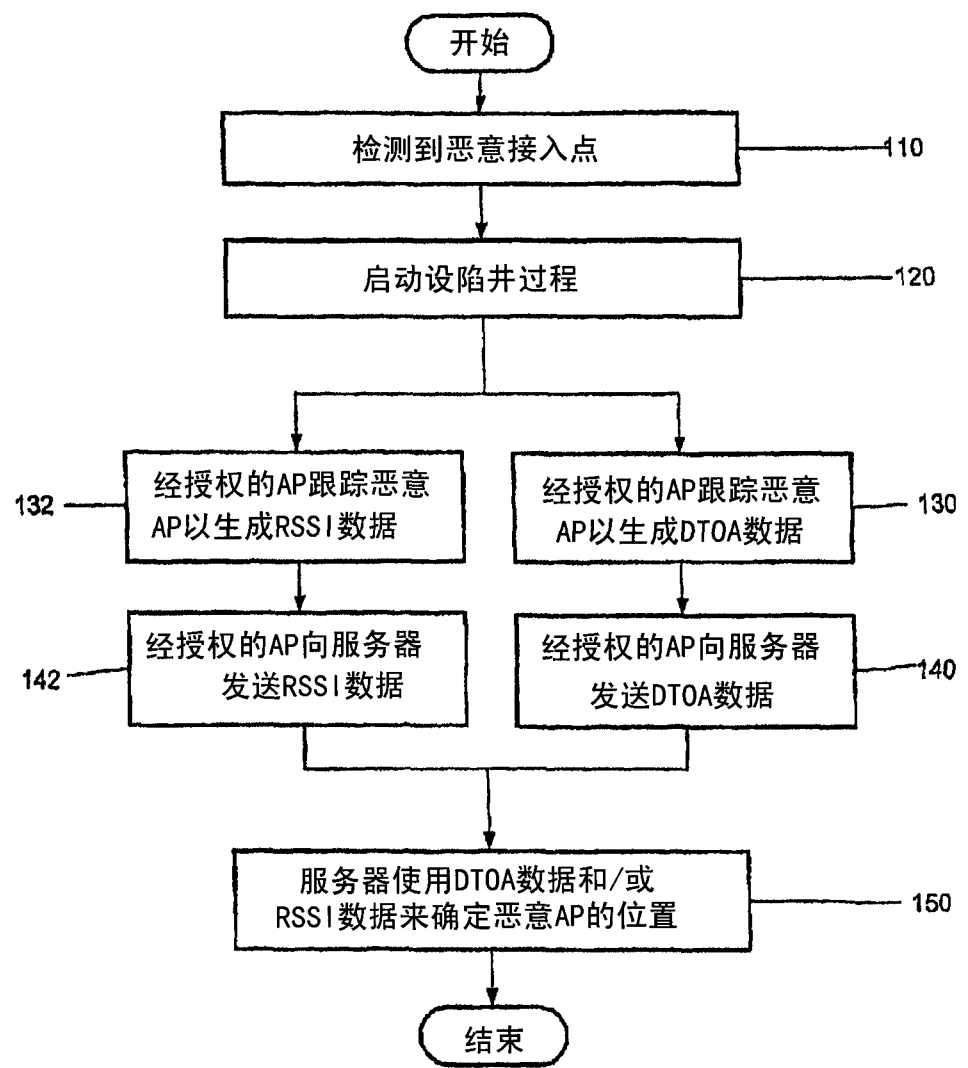 开始
检测到恶意接入点
110
启动设陷井过程
120
132
经授权的AP跟踪恶意
AP以生成RSSI数据
经授权的AP跟踪恶意
AP以生成DTOA数据
130
142
经授权的AP向服务器
发送RSSI数据
经授权的AP向服务器
发送DTOA数据
140
服务器使用DTOA数据和/或
RSSI数据来确定恶意AP的位置
150
结束